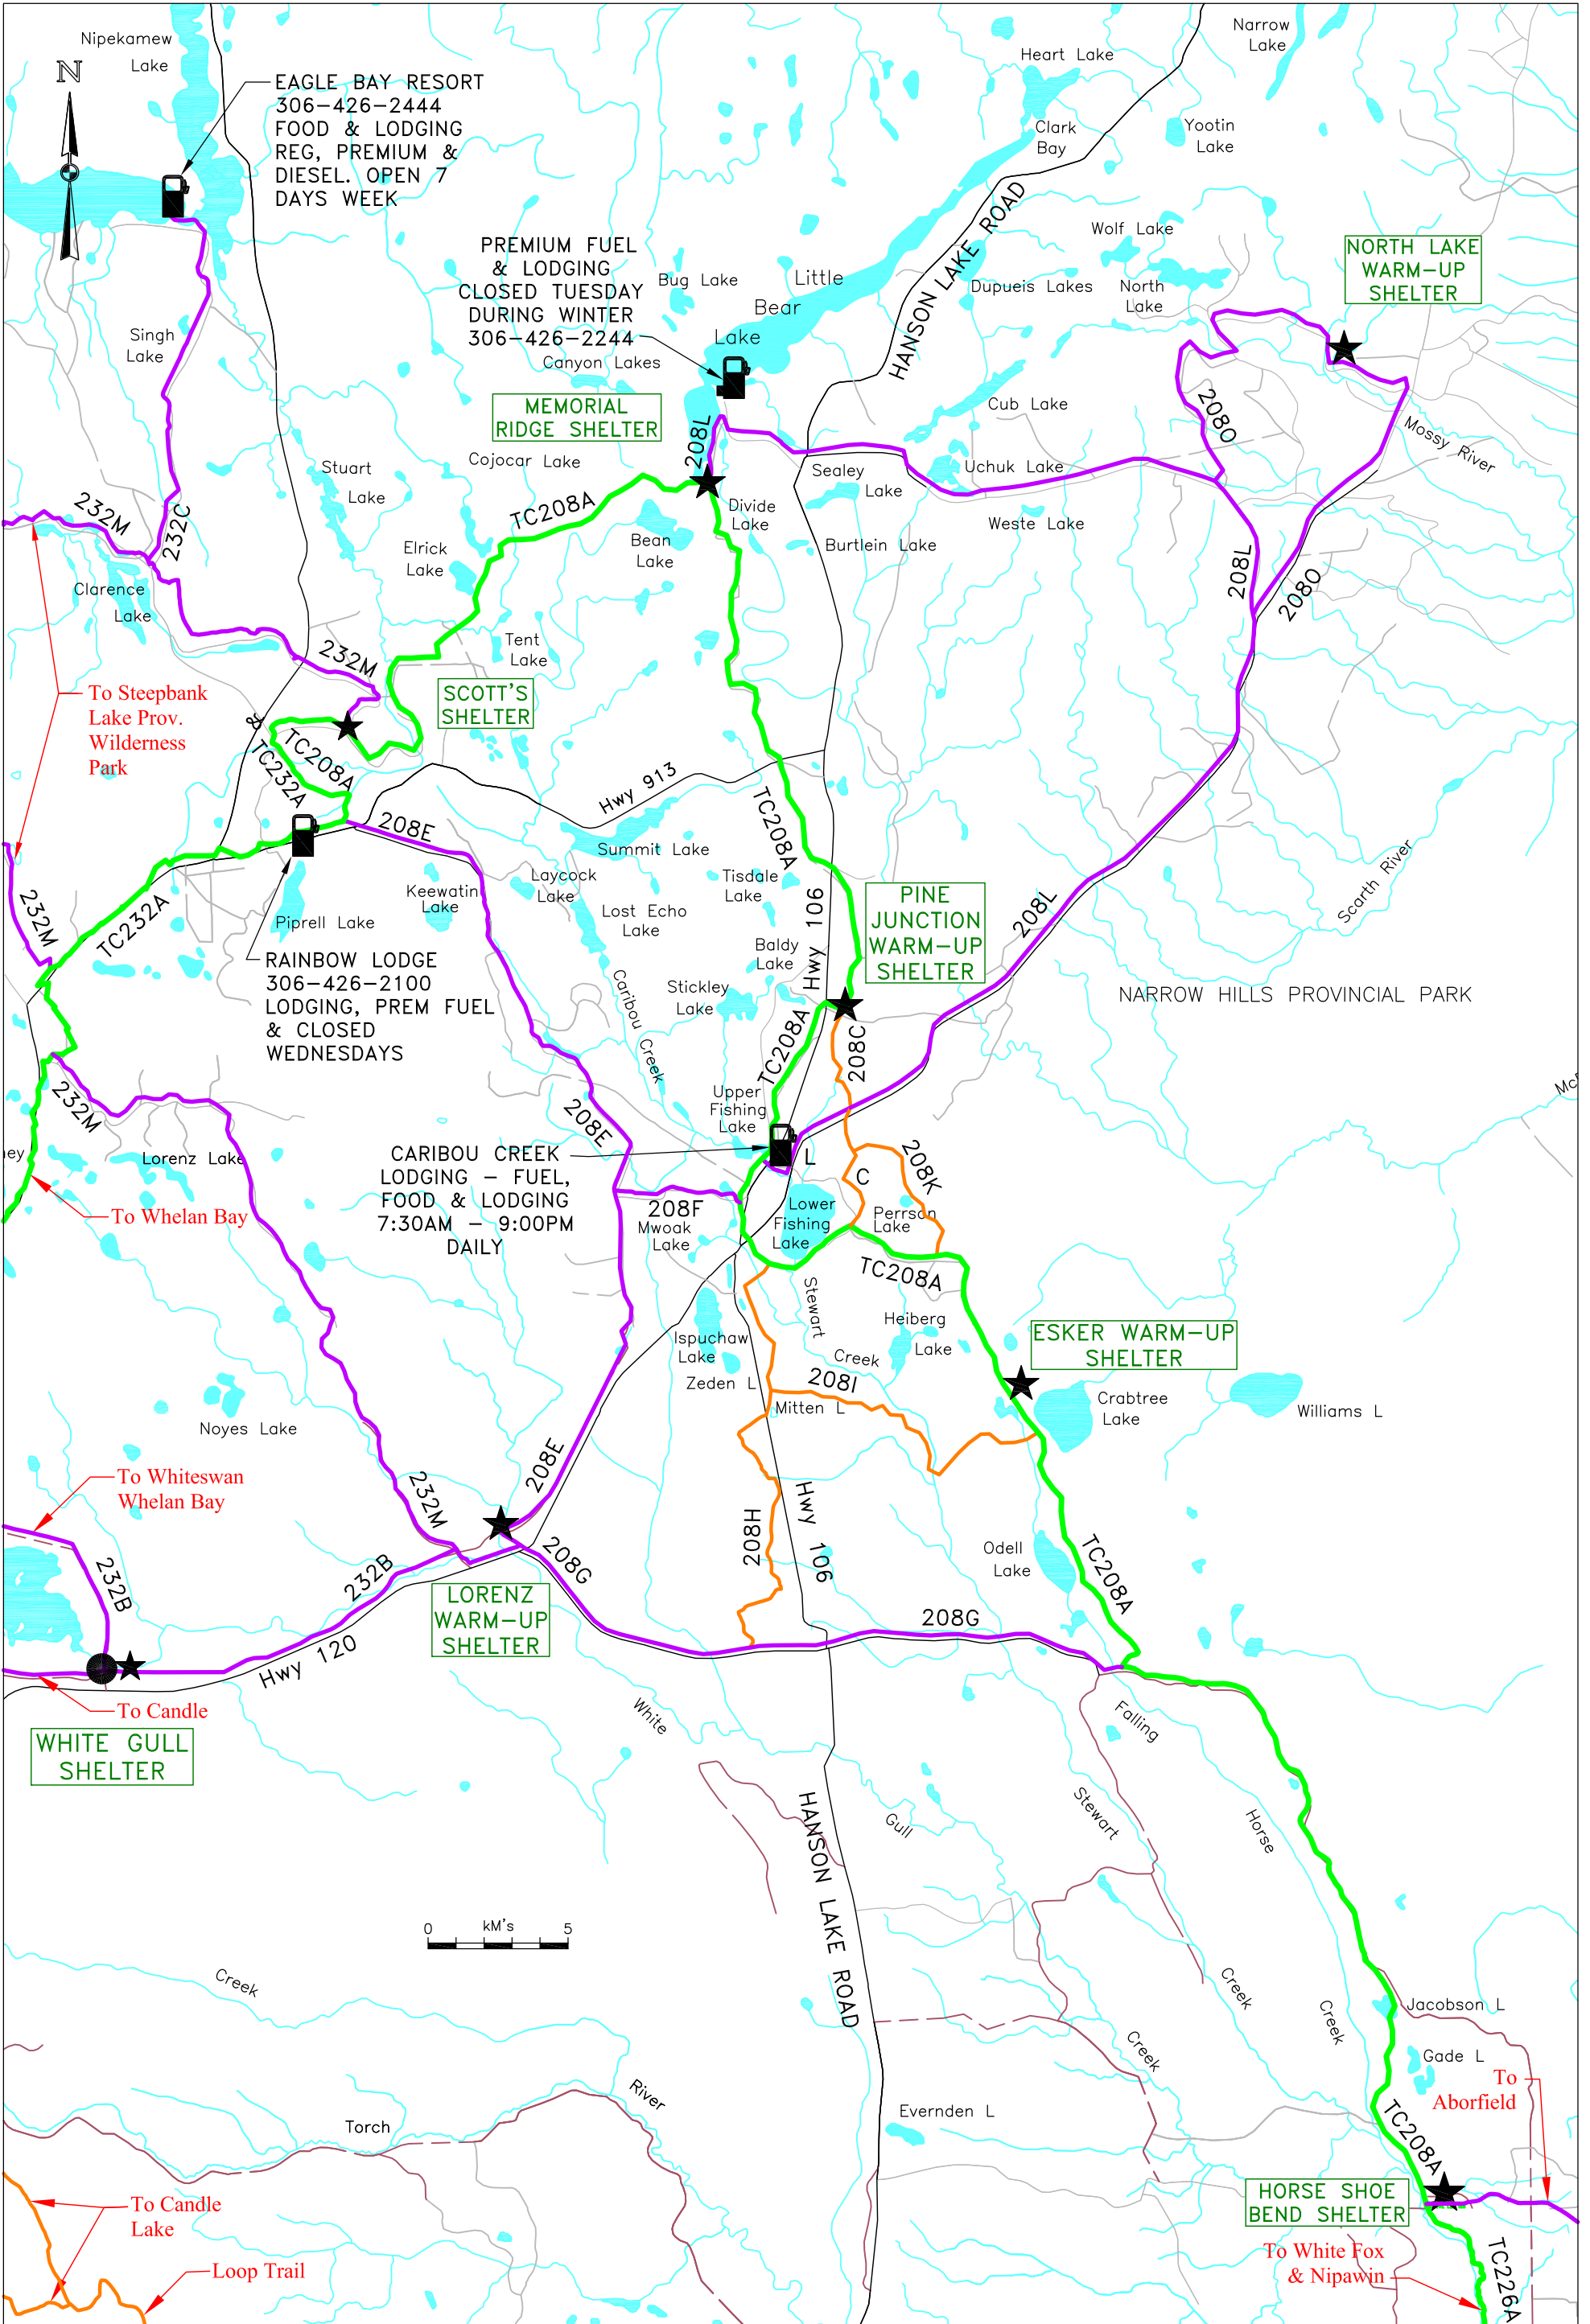 Nipekamew
Lake
N
EAGLE BAY RESORT
306-426-2444
FOOD & LODGING
REG, PREMIUM &
DIESEL. OPEN 7
DAYS WEEK
Narrow
Lake
Heart Lake
Clark
Bay
Yootin
Lake
HANSON LAKE ROAD
Wolf Lake
North
Lake
Dupueis Lakes
NORTH LAKE
WARM-UP
SHELTER
PREMIUM FUEL
& LODGING
CLOSED TUESDAY
DURING WINTER
306-426-2244
Bug Lake
Little
Bear
Lake
Canyon Lakes
Singh
Lake
MEMORIAL
RIDGE SHELTER
208L
Cub Lake
208O
Mossy River
Cojocar Lake
Stuart
Lake
Sealey
Lake
Uchuk Lake
232M
232C
TC208A
Divide
Lake
Weste Lake
Bean
Lake
Burtlein Lake
Elrick
Lake
208L
208O
Clarence
Lake
Tent
Lake
232M
To Steepbank
Lake Prov.
Wilderness
Park
SCOTT'S
SHELTER
&
TC232A
TC208A
Hwy 913
TC208A
208E
Summit Lake
Scarth River
Laycock
Lake
Tisdale
Lake
Keewatin
Lake
Lost Echo
Lake
Hwy 106
PINE
JUNCTION
WARM-UP
SHELTER
208L
232M
TC232A
Piprell Lake
Baldy
Lake
RAINBOW LODGE
306-426-2100
LODGING, PREM FUEL
& CLOSED
WEDNESDAYS
Caribou
Creek
Stickley
Lake
NARROW HILLS PROVINCIAL PARK
TC208A
208C
232M
Upper
Fishing
Lake
208E
CARIBOU CREEK
LODGING - FUEL,
FOOD & LODGING
7:30AM - 9:00PM
DAILY
L
C
208K
ey
Lorenz Lake
To Whelan Bay
208F
Mwoak
Lake
Lower
Fishing
Lake
Perrson
Lake
TC208A
Stewart
Creek
Ispuchaw
Lake
Heiberg
Lake
ESKER WARM-UP
SHELTER
Zeden L
208I
Mitten L
Crabtree
Lake
Williams L
Noyes Lake
To Whiteswan
Whelan Bay
232M
208E
208H
Hwy 106
232B
232B
208G
Odell
Lake
TC208A
LORENZ
WARM-UP
SHELTER
208G
Hwy 120
To Candle
WHITE GULL
SHELTER
White
Falling
HANSON LAKE ROAD
Gull
Stewart
Horse
0
kM's
5
Creek
Creek
Creek
Jacobson L
Creek
Gade L
To
Aborfield
River
Torch
Evernden L
TC208A
To Candle
Lake
HORSE SHOE
BEND SHELTER
Loop Trail
To White Fox
& Nipawin
TC226A